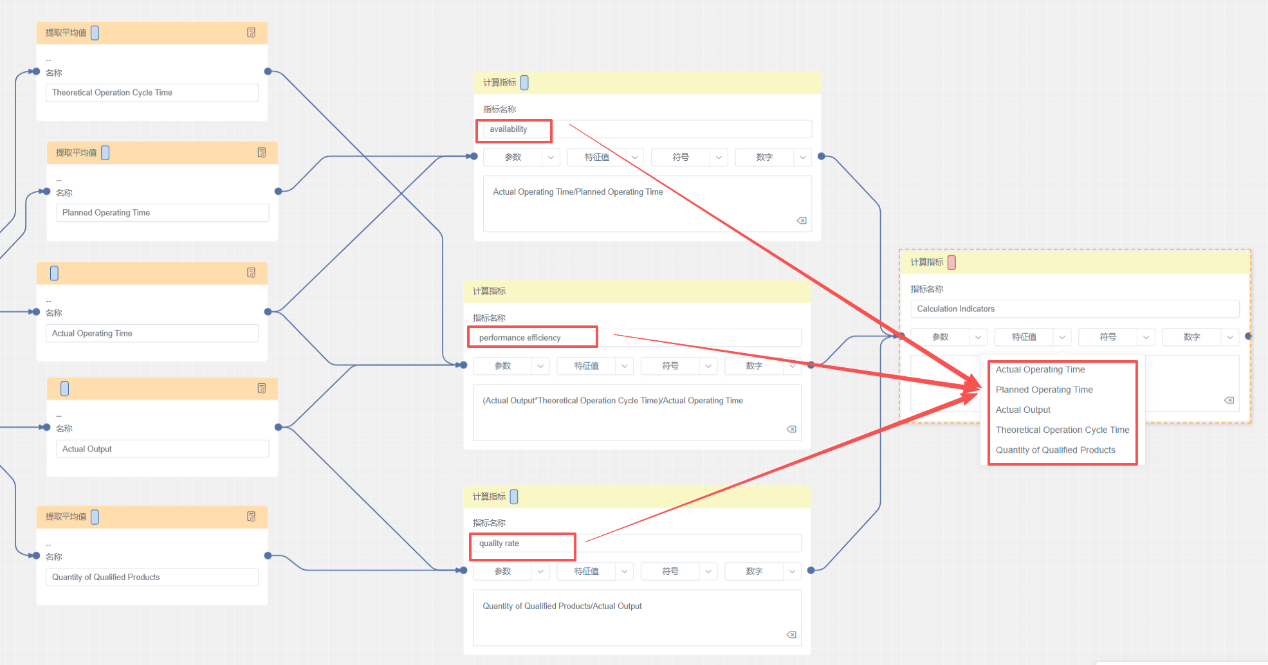 提取平均值
--
名称
Theoretical Operation Cycle Time
提取平均值
--
名称
Planned Operating Time
--
名称
Actual Operating Time
--
名称
Actual Output
提取平均值
--
名称
Quantity of Qualified Products
计算指标
指标名称
availability
参数 特征值 符号 数字
Actual Operating Time/Planned Operating Time
计算指标
指标名称
performance efficiency
参数 特征值 符号 数字
(Actual Output*Theoretical Operation Cycle Time)/Actual Operating Time
计算指标
指标名称
quality rate
参数 特征值 符号 数字
Quantity of Qualified Products/Actual Output
计算指标
指标名称
Calculation Indicators
参数 特征值 符号 数字
Actual Operating Time
Planned Operating Time
Actual Output
Theoretical Operation Cycle Time
Quantity of Qualified Products